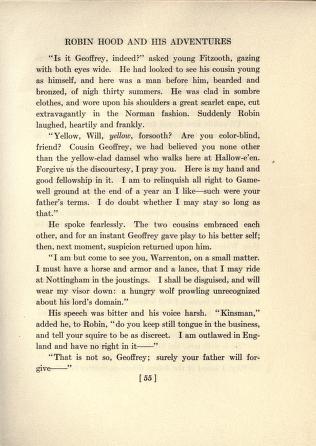 ROBIN HOOD AND HIS ADVENTURES
"Is it Geoffrey, indeed?" asked young Fitzooth, gazing
with both eyes wide. He had looked to see his cousin young
as himself, and here was a man before him, bearded and
bronzed, of nigh thirty summers. He was clad in sombre
clothes, and wore upon his shoulders a great scarlet cape, cut
extravagantly in the Norman fashion. Suddenly Robin
laughed, heartily and frankly.
"Yellow, Will, yellow, forsooth? Are you color-blind,
friend? Cousin Geoffrey, we had believed you none other
than the yellow-clad damsel who walks here at Hallow-e'en.
Forgive us the discourtesy, I pray you. Here is my hand and
good fellowship in it. I am to relinquish all right to Game-
well ground at the end of a year an I like—such were your
father's terms. I do doubt whether I may stay so long as
that."
He spoke fearlessly. The two cousins embraced each
other, and for an instant Geoffrey gave play to his better self;
then, next moment, suspicion returned upon him.
"I am but come to see you, Warrenton, on a small matter.
I must have a horse and armor and a lance, that I may ride
at Nottingham in the joustings. I shall be disguised, and will
wear my visor down: a hungry wolf prowling unrecognized
about his lord's domain."
His speech was bitter and his voice harsh. "Kinsman,"
added he, to Robin, "do you keep still tongue in the business,
and tell your squire to be as discreet. I am outlawed in Eng-
land and have no right in it——"
"That is not so, Geoffrey; surely your father will for-
give——"
[ 55 ]